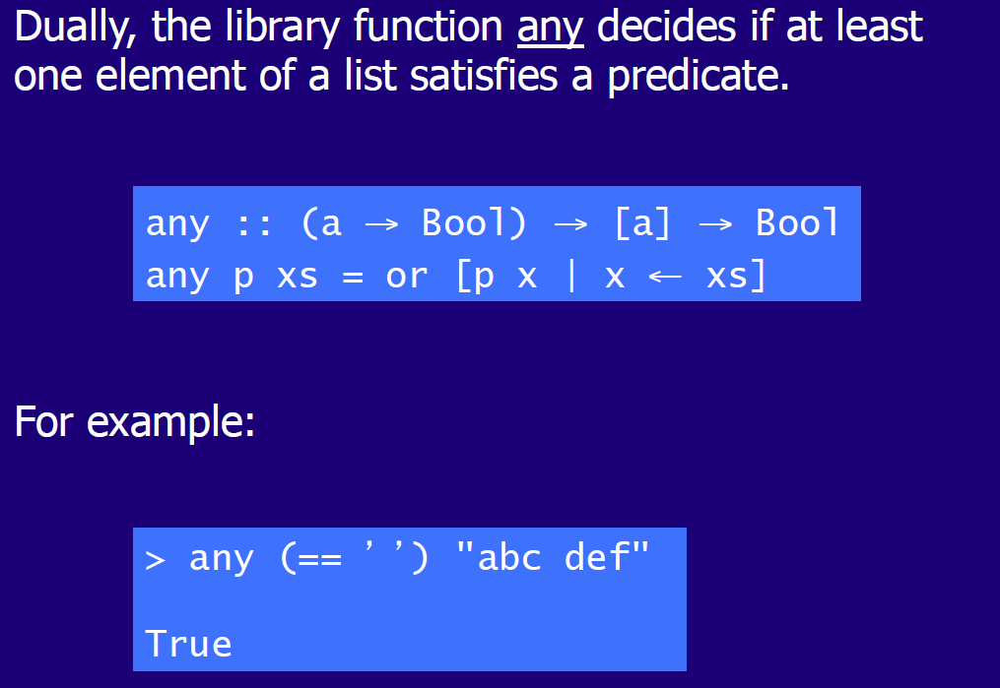 Dually, the library function any decides if at least
one element of a list satisfies a predicate.
any :: (a → Bool) → [a] → Bool
any p xs = or [p x | x ← xs]
For example:
> any (== ’ ’) "abc def"
True